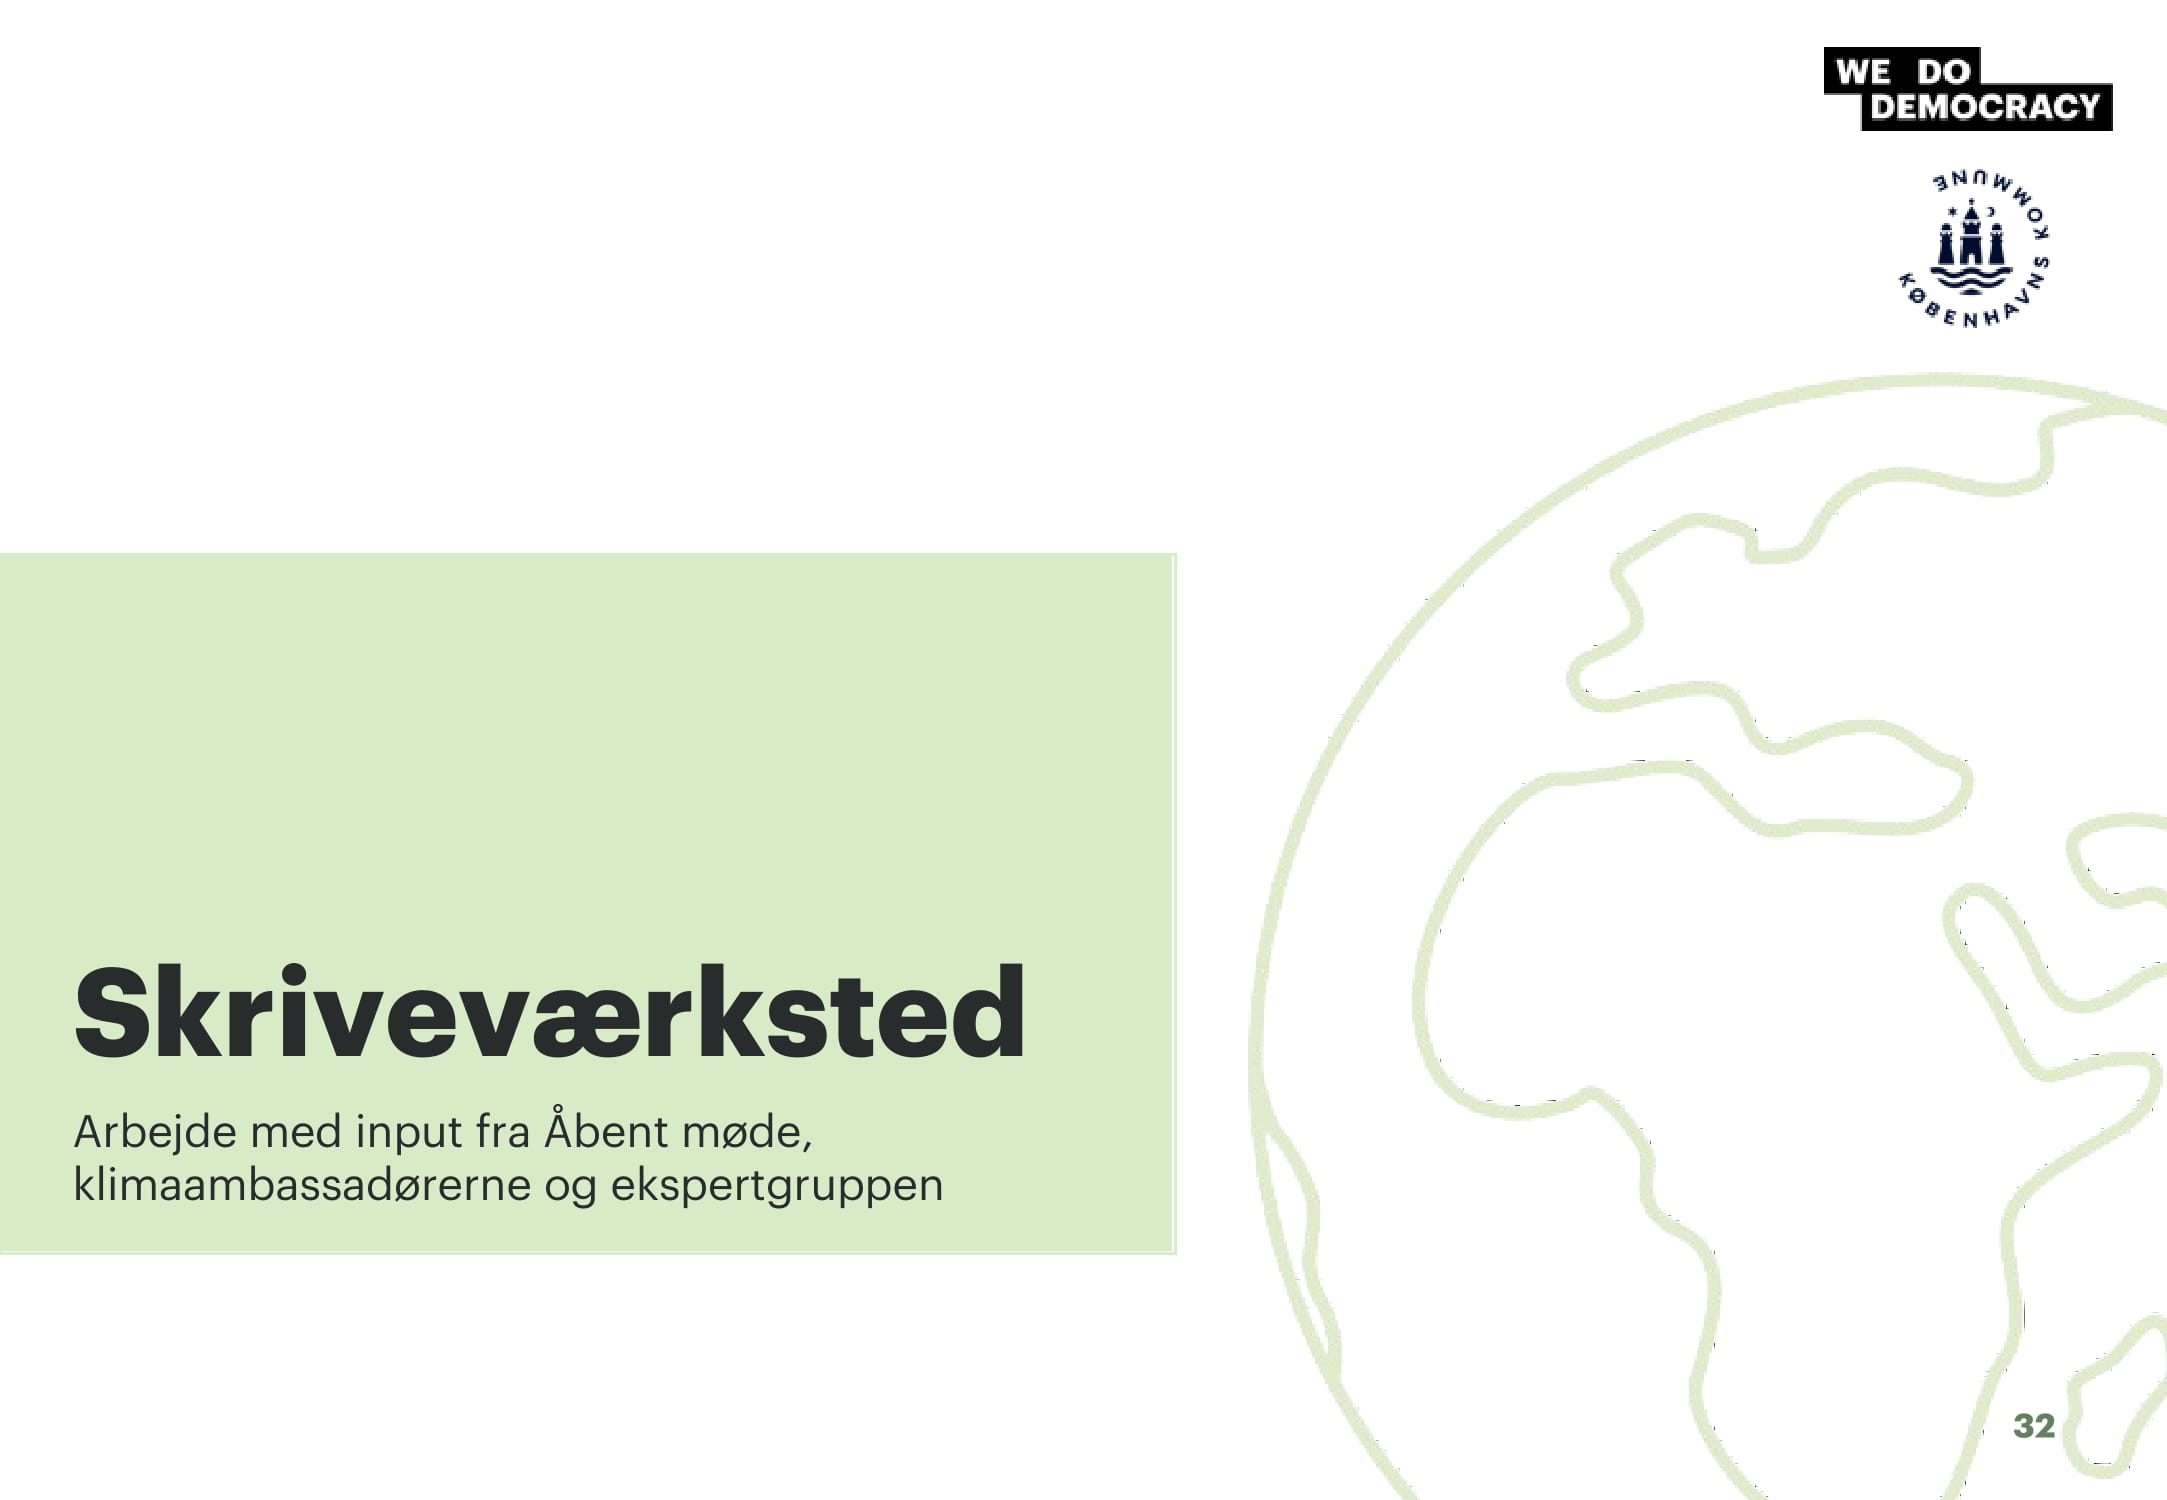 WE DO
DEMOCRACY
KØBENHAVNS KOMMUNE
Skriveværksted
Arbejde med input fra Åbent møde,
klimaambassadørerne og ekspertgruppen
32